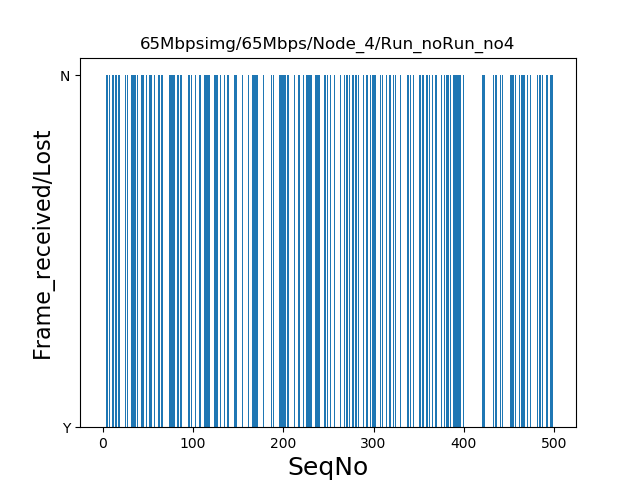 65Mbpsimg/65Mbps/Node_4/Run_noRun_no4
N
Frame_received/Lost
Y
0 100 200 300 400 500
SeqNo